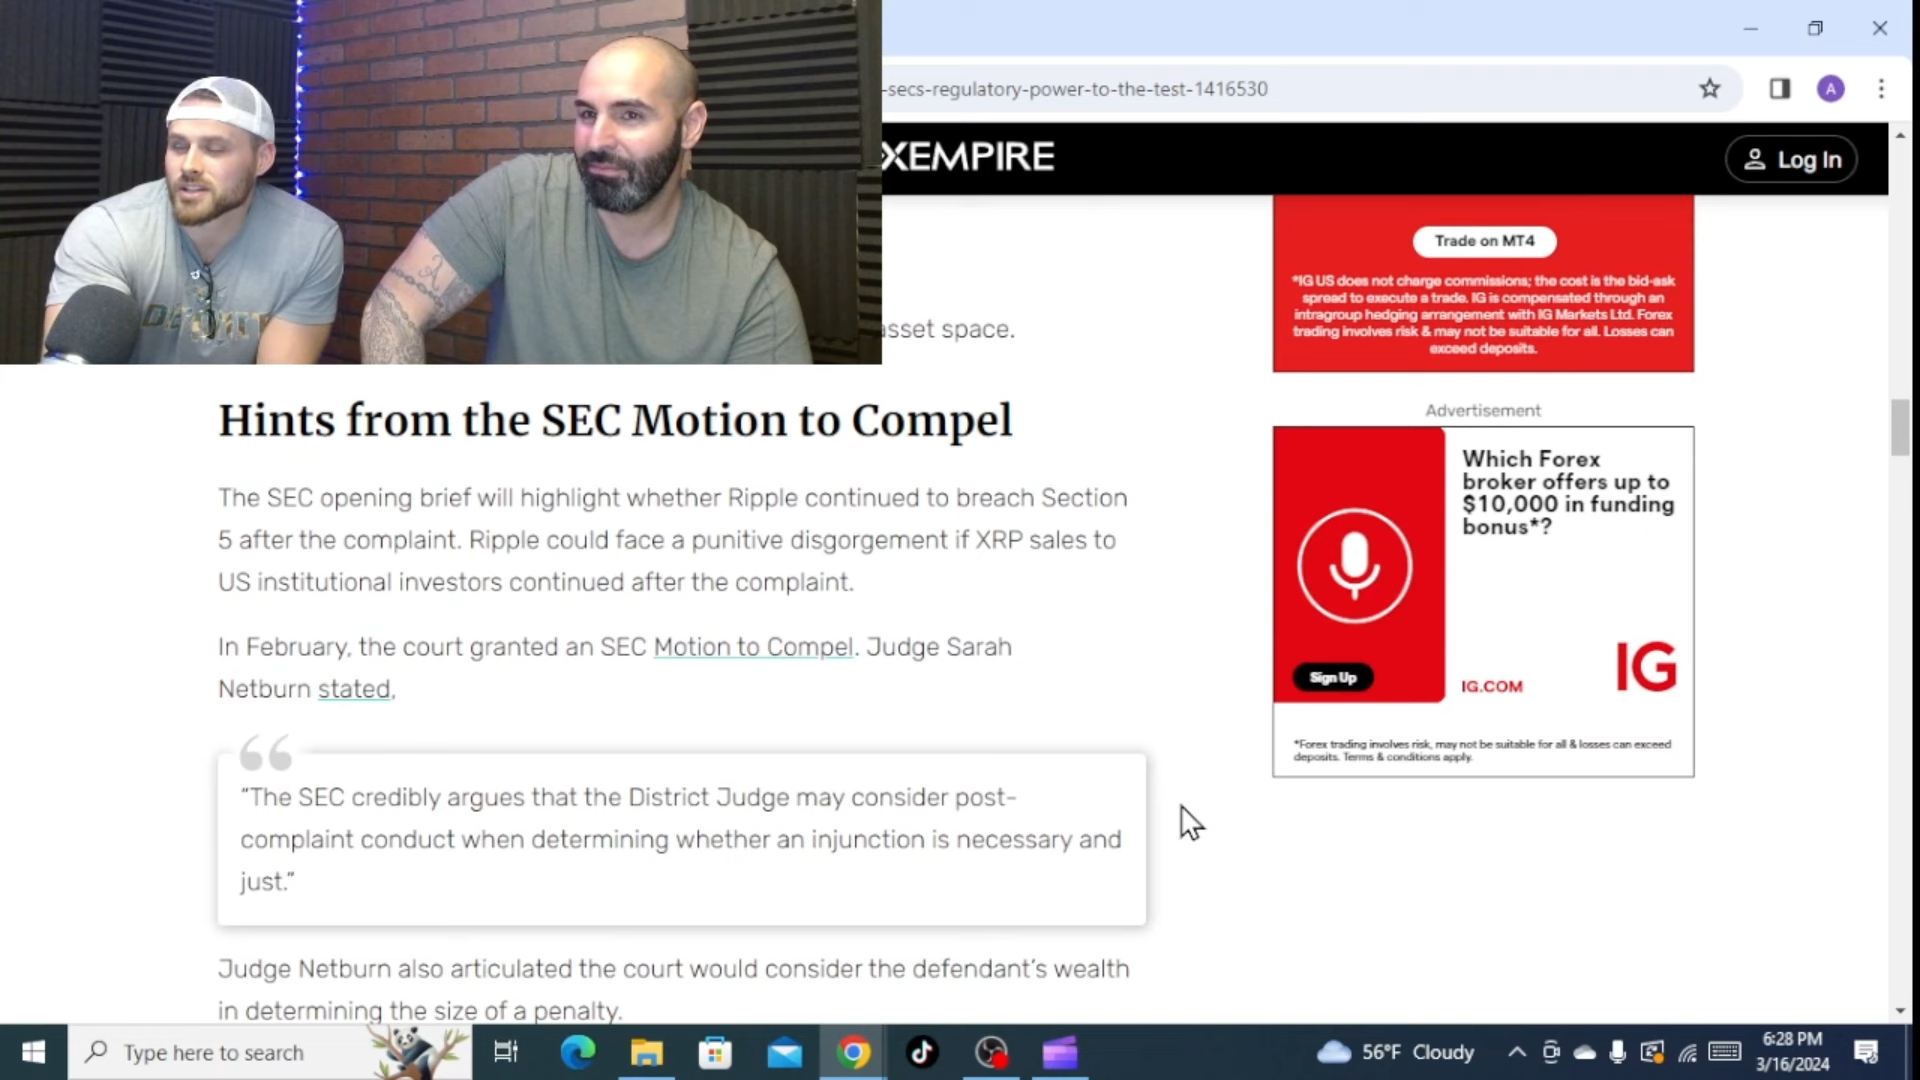 -secs-regulatory-power-to-the-test-1416530
A
XEMPIRE
Log In
Trade on MT4
*IG US does not charge commissions; the cost is the bid-ask
spread to execute a trade. IG is compensated through an
intragroup hedging arrangement with IG Markets Ltd. Forex
trading involves risk & may not be suitable for all. Losses can
exceed deposits.
asset space.
Hints from the SEC Motion to Compel
The SEC opening brief will highlight whether Ripple continued to breach Section
5 after the complaint. Ripple could face a punitive disgorgement if XRP sales to
US institutional investors continued after the complaint.
In February, the court granted an SEC Motion to Compel. Judge Sarah
Netburn stated,
“The SEC credibly argues that the District Judge may consider post-
complaint conduct when determining whether an injunction is necessary and
just.”
Judge Netburn also articulated the court would consider the defendant’s wealth
in determining the size of a penalty.
Advertisement
Which Forex
broker offers up to
$10,000 in funding
bonus*?
Sign Up
IG.COM
IG
*Forex trading involves risk, may not be suitable for all & losses can exceed
deposits. Terms & conditions apply.
Type here to search
56°F Cloudy
6:28 PM
3/16/2024